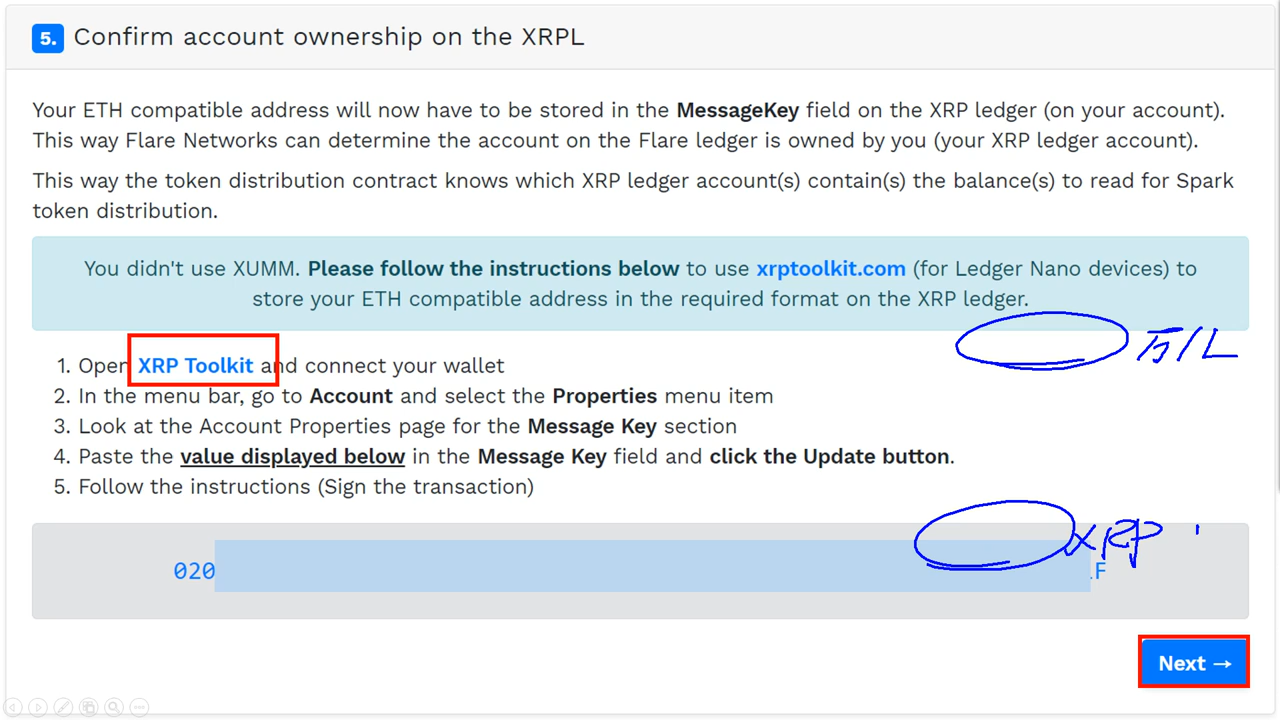 5. Confirm account ownership on the XRPL
Your ETH compatible address will now have to be stored in the MessageKey field on the XRP ledger (on your account).
This way Flare Networks can determine the account on the Flare ledger is owned by you (your XRP ledger account).
This way the token distribution contract knows which XRP ledger account(s) contain(s) the balance(s) to read for Spark
token distribution.
You didn't use XUMM. Please follow the instructions below to use xrptoolkit.com (for Ledger Nano devices) to
store your ETH compatible address in the required format on the XRP ledger.
1. Open XRP Toolkit and connect your wallet
2. In the menu bar, go to Account and select the Properties menu item
3. Look at the Account Properties page for the Message Key section
4. Paste the value displayed below in the Message Key field and click the Update button.
5. Follow the instructions (Sign the transaction)
XRP
020
F
Next →